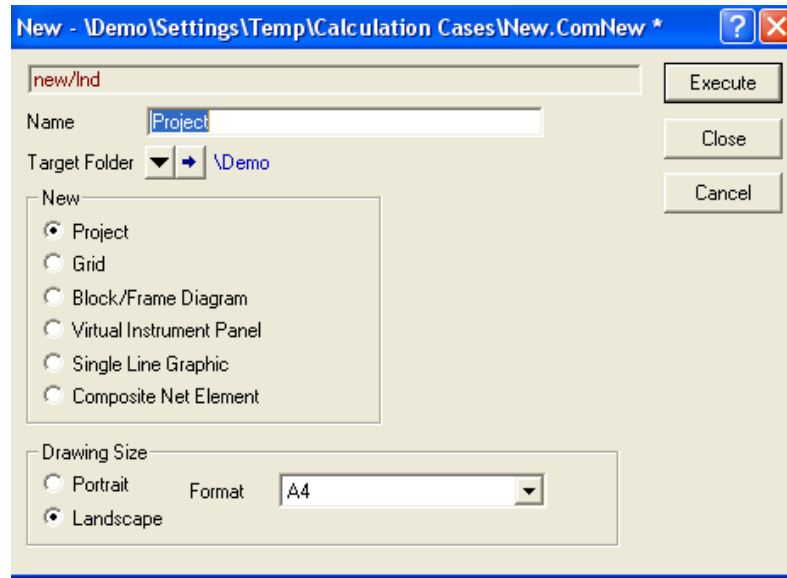 New - \Demo\Settings\Temp\Calculation Cases\New.ComNew *
new/lnd
Execute
Name Project
Close
Target Folder \Demo
Cancel
New
Project
Grid
Block/Frame Diagram
Virtual Instrument Panel
Single Line Graphic
Composite Net Element
Drawing Size
Portrait
Format A4
Landscape